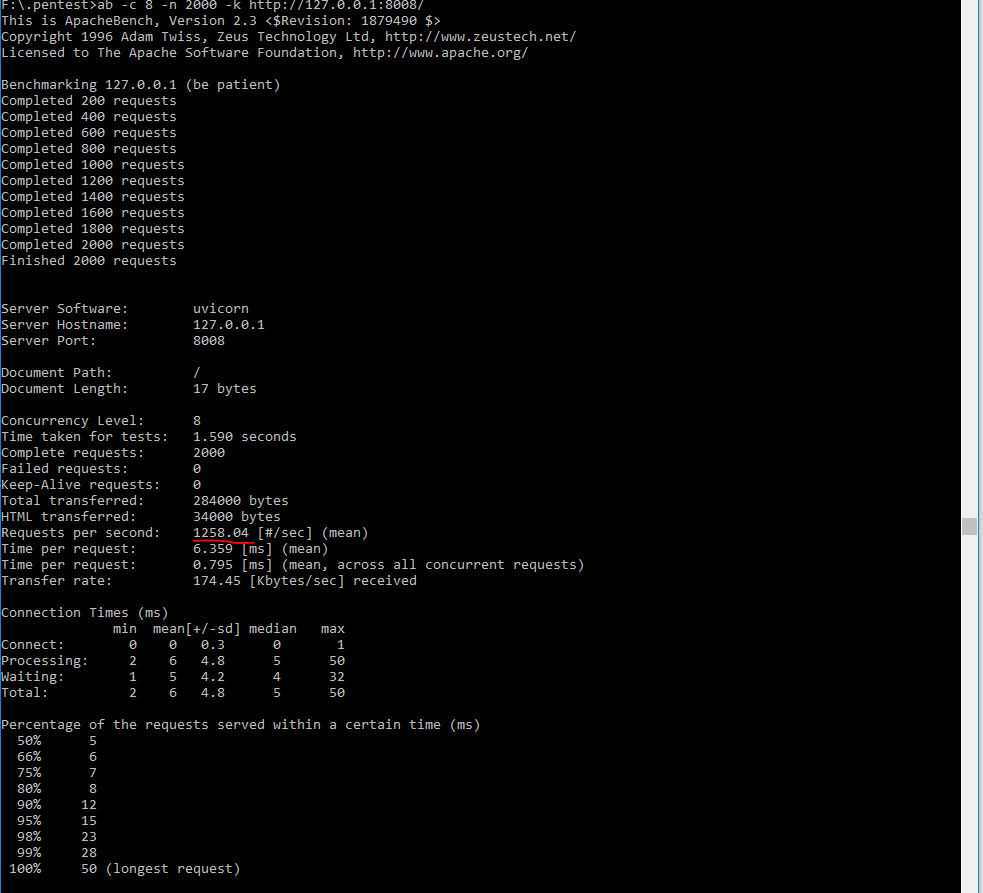 F:\.pentest>ab -c 8 -n 2000 -k http://127.0.0.1:8008/
This is ApacheBench, Version 2.3 <$Revision: 1879490 $>
Copyright 1996 Adam Twiss, Zeus Technology Ltd, http://www.zeustech.net/
Licensed to The Apache Software Foundation, http://www.apache.org/
Benchmarking 127.0.0.1 (be patient)
Completed 200 requests
Completed 400 requests
Completed 600 requests
Completed 800 requests
Completed 1000 requests
Completed 1200 requests
Completed 1400 requests
Completed 1600 requests
Completed 1800 requests
Completed 2000 requests
Finished 2000 requests
Server Software: uvicorn
Server Hostname: 127.0.0.1
Server Port: 8008
Document Path: /
Document Length: 17 bytes
Concurrency Level: 8
Time taken for tests: 1.590 seconds
Complete requests: 2000
Failed requests: 0
Keep-Alive requests: 0
Total transferred: 284000 bytes
HTML transferred: 34000 bytes
Requests per second: 1258.04 [#/sec] (mean)
Time per request: 6.359 [ms] (mean)
Time per request: 0.795 [ms] (mean, across all concurrent requests)
Transfer rate: 174.45 [Kbytes/sec] received
Connection Times (ms)
min mean[+/-sd] median max
Connect: 0 0 0.3 0 1
Processing: 2 6 4.8 5 50
Waiting: 1 5 4.2 4 32
Total: 2 6 4.8 5 50
Percentage of the requests served within a certain time (ms)
50% 5
66% 6
75% 7
80% 8
90% 12
95% 15
98% 23
99% 28
100% 50 (longest request)